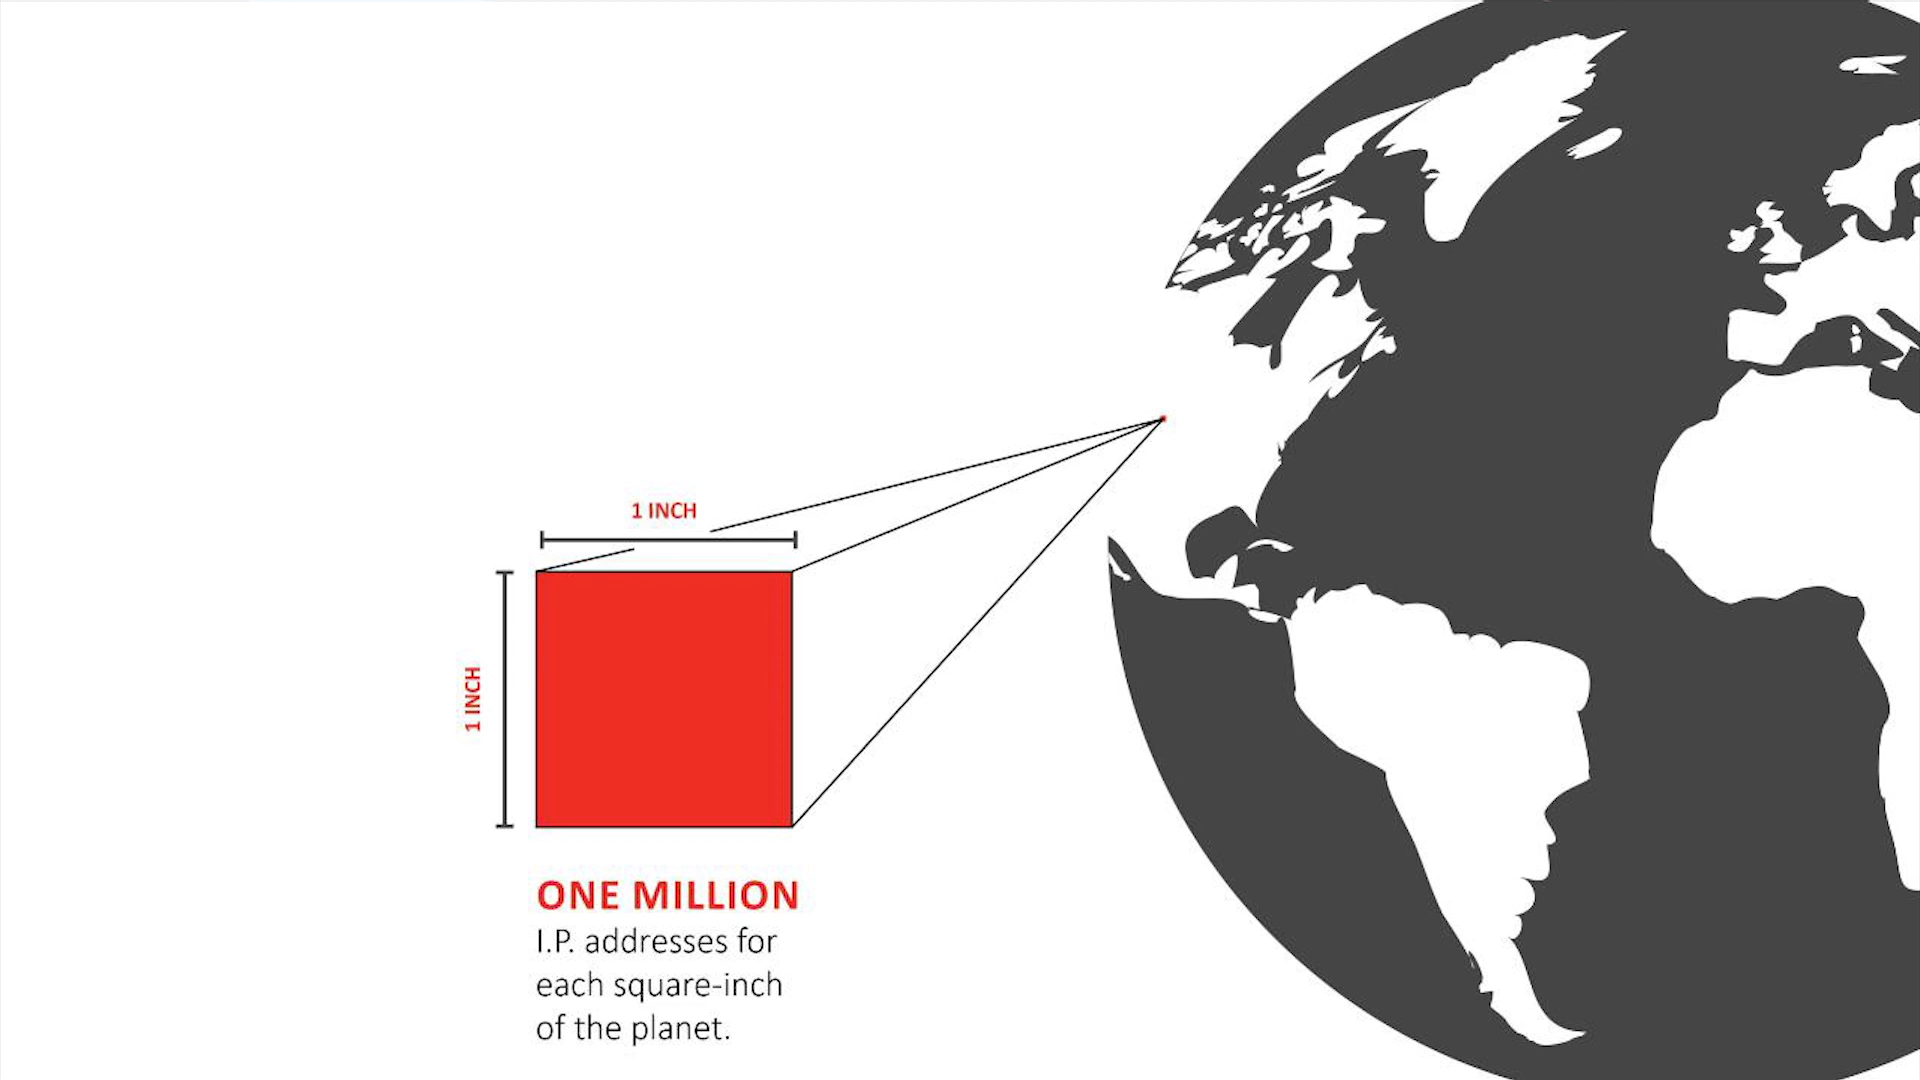 1 INCH
1 INCH
ONE MILLION
I.P. addresses for
each square-inch
of the planet.